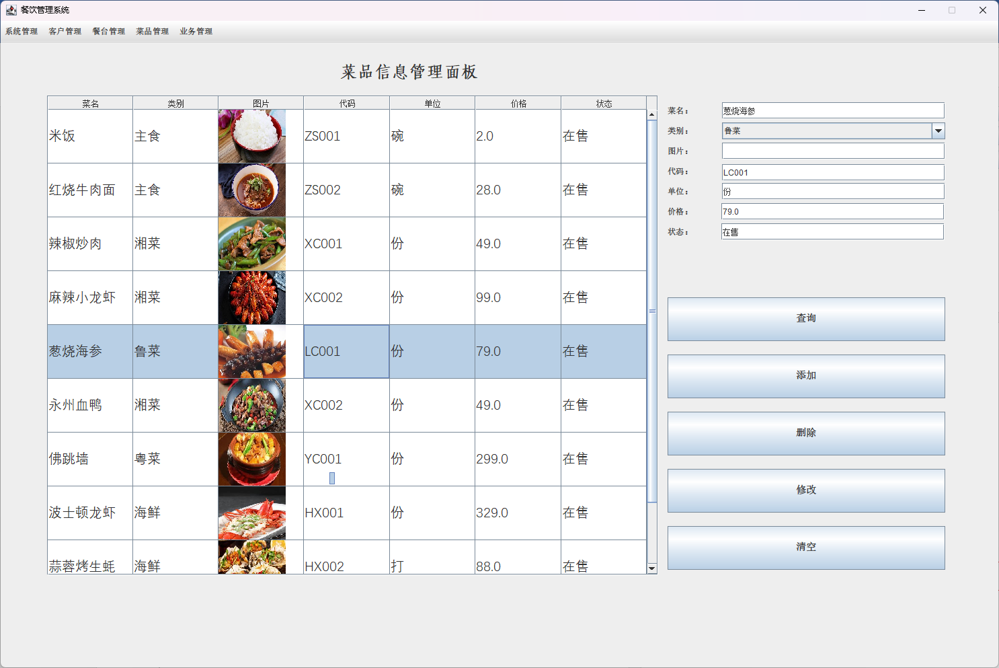 餐饮管理系统
系统管理 客户管理 餐台管理 菜品管理 业务管理
菜品信息管理面板
菜名 类别 图片 代码 单位 价格 状态
米饭 主食 ZS001 碗 2.0 在售
红烧牛肉面 主食 ZS002 碗 28.0 在售
辣椒炒肉 湘菜 XC001 份 49.0 在售
麻辣小龙虾 湘菜 XC002 份 99.0 在售
葱烧海参 鲁菜 LC001 份 79.0 在售
永州血鸭 湘菜 XC002 份 49.0 在售
佛跳墙 粤菜 YC001 份 299.0 在售
波士顿龙虾 海鲜 HX001 份 329.0 在售
蒜蓉烤生蚝 海鲜 HX002 打 88.0 在售
菜名： 葱烧海参
类别： 鲁菜
图片：
代码： LC001
单位： 份
价格： 79.0
状态： 在售
查询
添加
删除
修改
清空